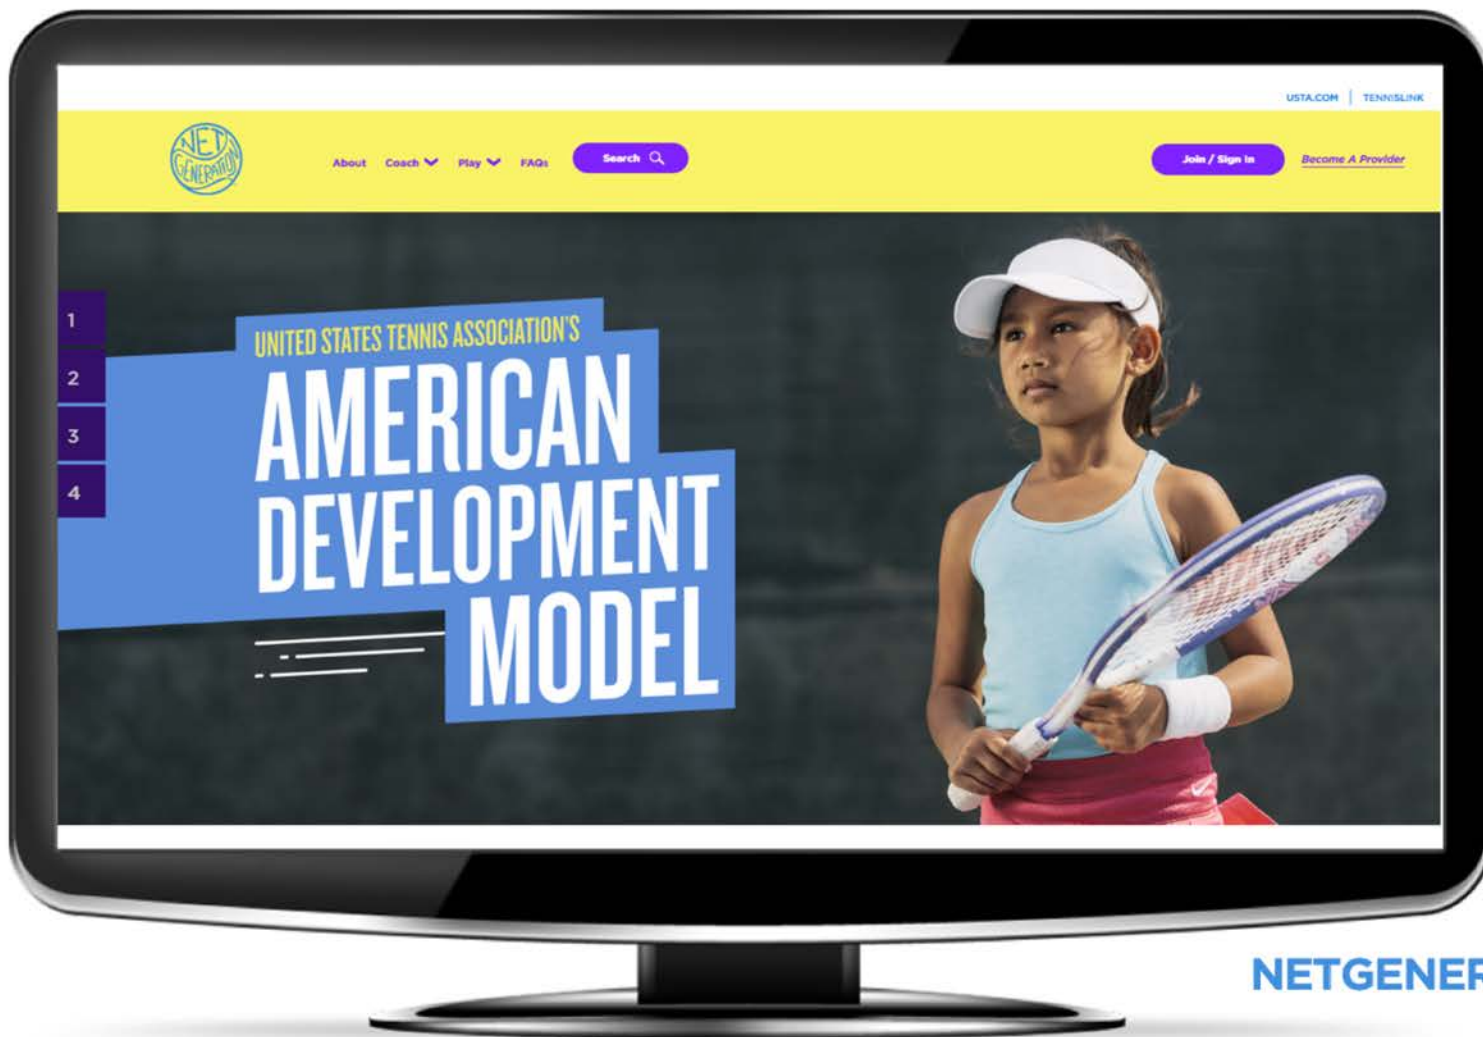 USTA.COM | TENNISLINK
NET
GENERATION
About Coach Play FAQs Search Join / Sign In Become A Provider
1
2
3
4
UNITED STATES TENNIS ASSOCIATION'S
AMERICAN
DEVELOPMENT
MODEL
NETGENER